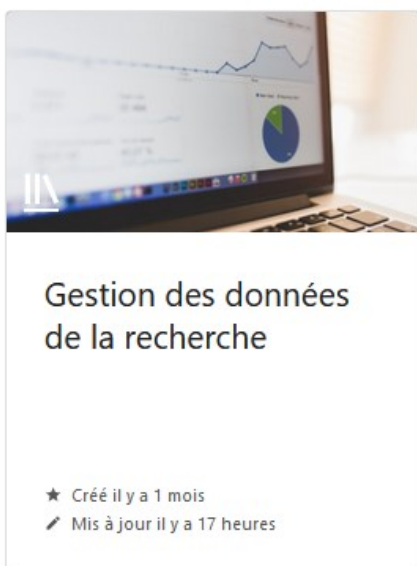 Gestion des données
de la recherche
Créé il y a 1 mois
Mis à jour il y a 17 heures